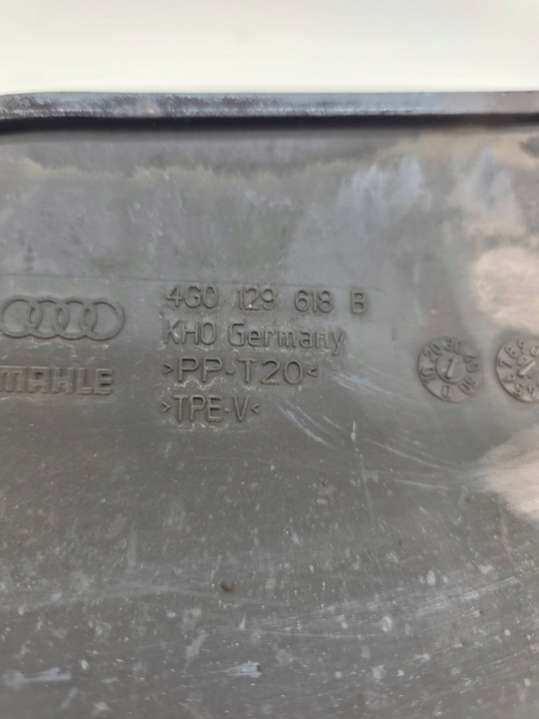 4G0 129 618 B
KHO Germany
MAHLE
>PP-T20<
>TPE-V<